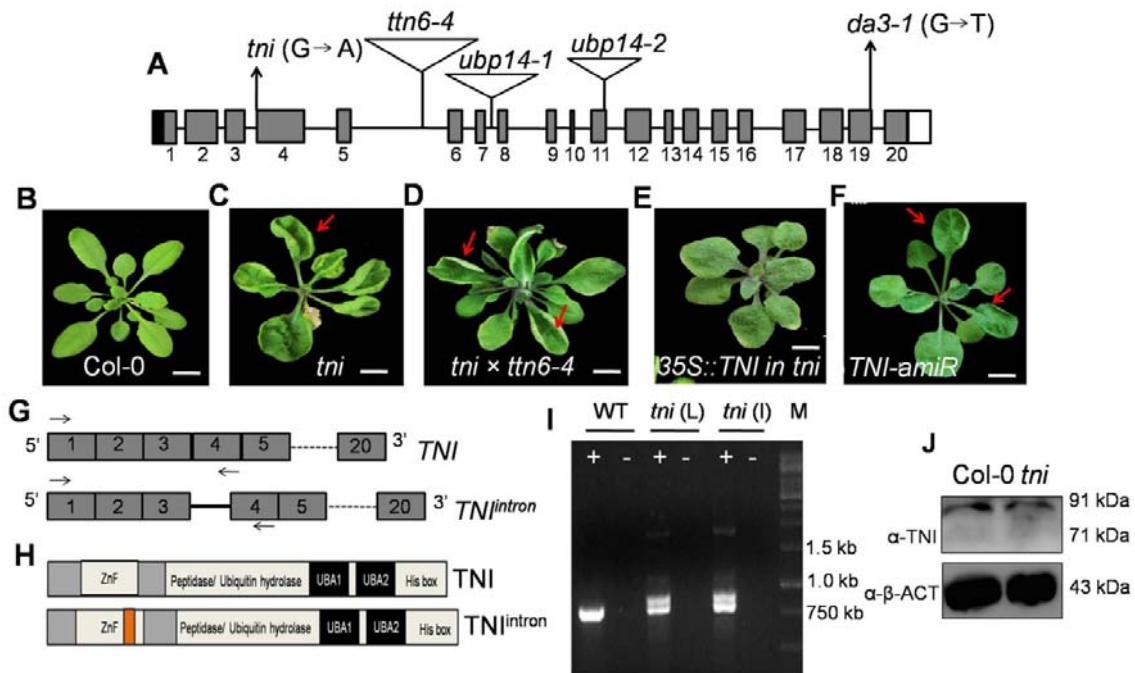 A
tni (G→A)
ttn6-4
ubp14-1
ubp14-2
da3-1 (G→T)
1 2 3 4 5 6 7 8 9 10 11 12 13 14 15 16 17 18 19 20
B
Col-0
C
tni
D
tni × ttn6-4
E
35S::TNI in tni
F
TNI-amiR
G
5' 1 2 3 4 5 20 3' TNI
5' 1 2 3 4 5 20 3' TNIintron
H
ZnF Peptidase/ Ubiquitin hydrolase UBA1 UBA2 His box TNI
ZnF Peptidase/ Ubiquitin hydrolase UBA1 UBA2 His box TNIintron
I
WT tni (L) tni (I) M
+ - + - + -
1.5 kb
1.0 kb
750 kb
J
Col-0 tni
α-TNI
91 kDa
71 kDa
α-β-ACT
43 kDa